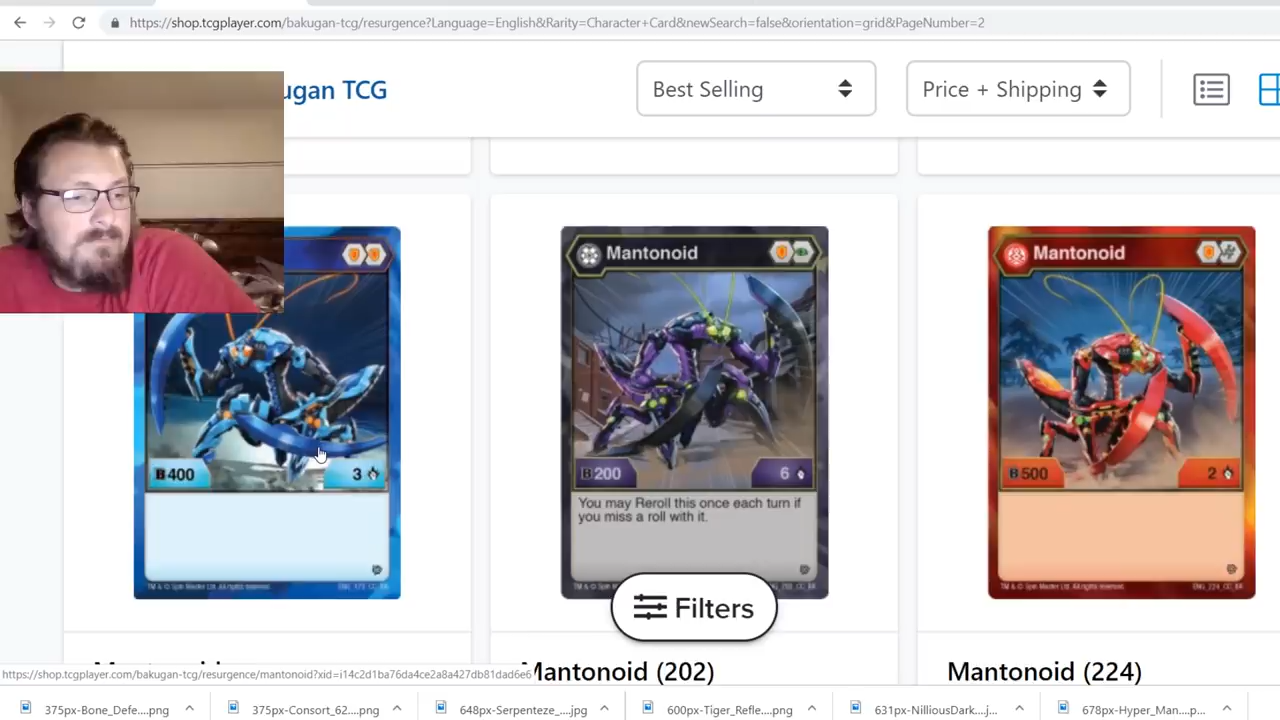 https://shop.tcgplayer.com/bakugan-tcg/resurgence?Language=English&Rarity=Character+Card&newSearch=false&orientation=grid&PageNumber=2
ugan TCG
Best Selling
Price + Shipping
Mantonoid
Mantonoid
B 400
3
B 200
6
B 500
2
You may Reroll this once each turn if
you miss a roll with it.
Filters
Mantonoid (202)
Mantonoid (224)
https://shop.tcgplayer.com/bakugan-tcg/resurgence/mantonoid?xid=i14c2d1ba76da4ce2a8a427db81dad6e6
375px-Bone_Defe....png
375px-Consort_62....png
648px-Serpenteze_....jpg
600px-Tiger_Refle....png
631px-NilliousDark....j...
678px-Hyper_Man....p...